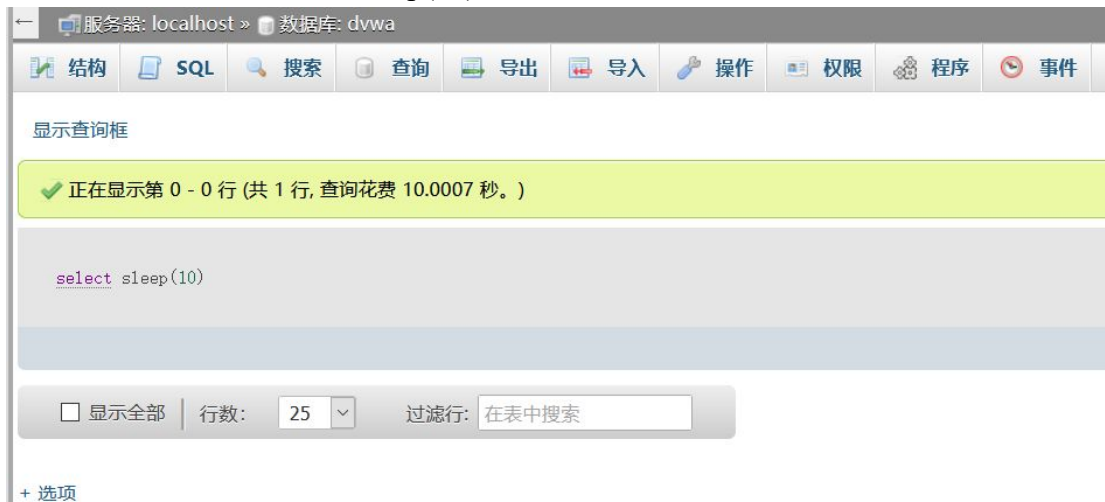 ← 服务器: localhost » 数据库: dvwa
结构 SQL 搜索 查询 导出 导入 操作 权限 程序 事件
显示查询框
正在显示第 0 - 0 行 (共 1 行, 查询花费 10.0007 秒。)
select sleep(10)
显示全部 行数: 25 过滤行: 在表中搜索
+ 选项